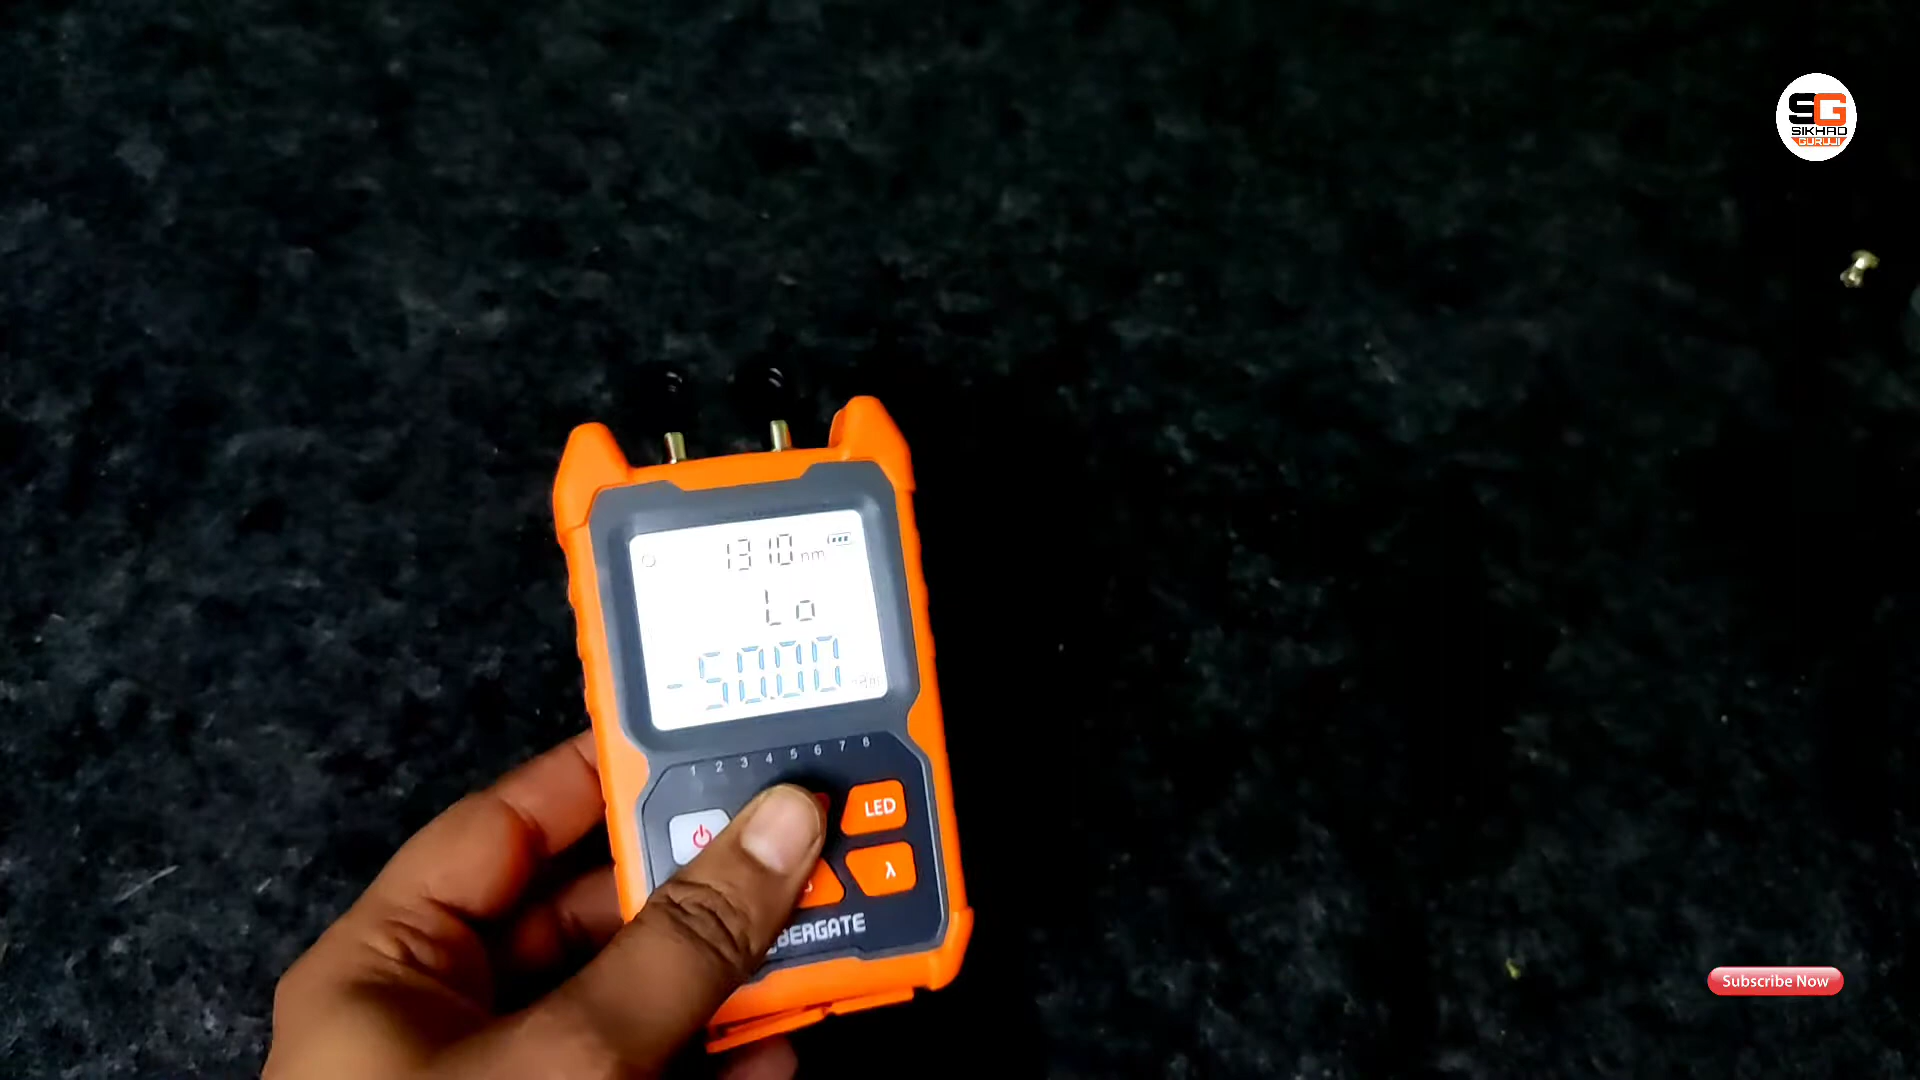 SG
SIKHAO
GURUJI
1310 nm
Lo
-50.00
1 2 3 4 5 6 7 8
LED
λ
Subscribe Now